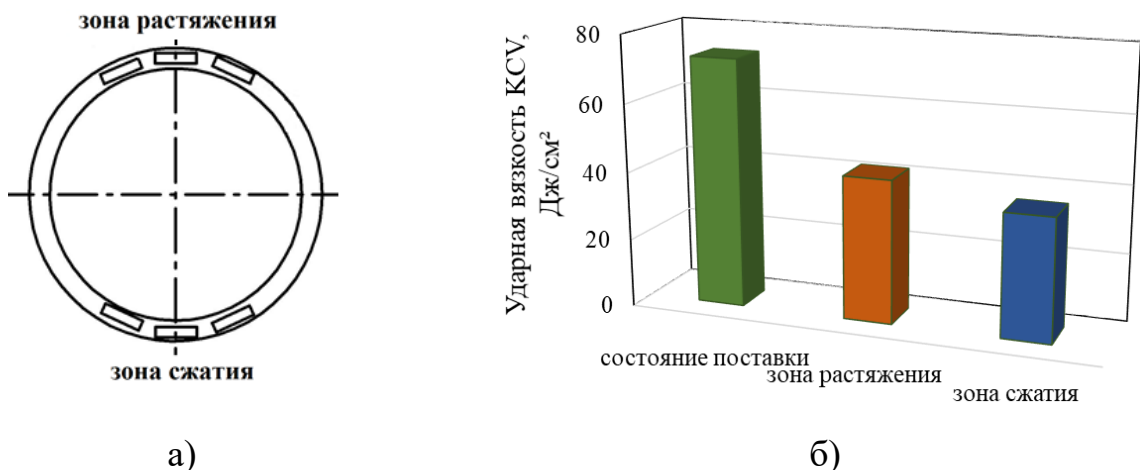 зона растяжения
зона сжатия
а)
Ударная вязкость KCV,
Дж/см²
80
60
40
20
0
состояние поставки
зона растяжения
зона сжатия
б)